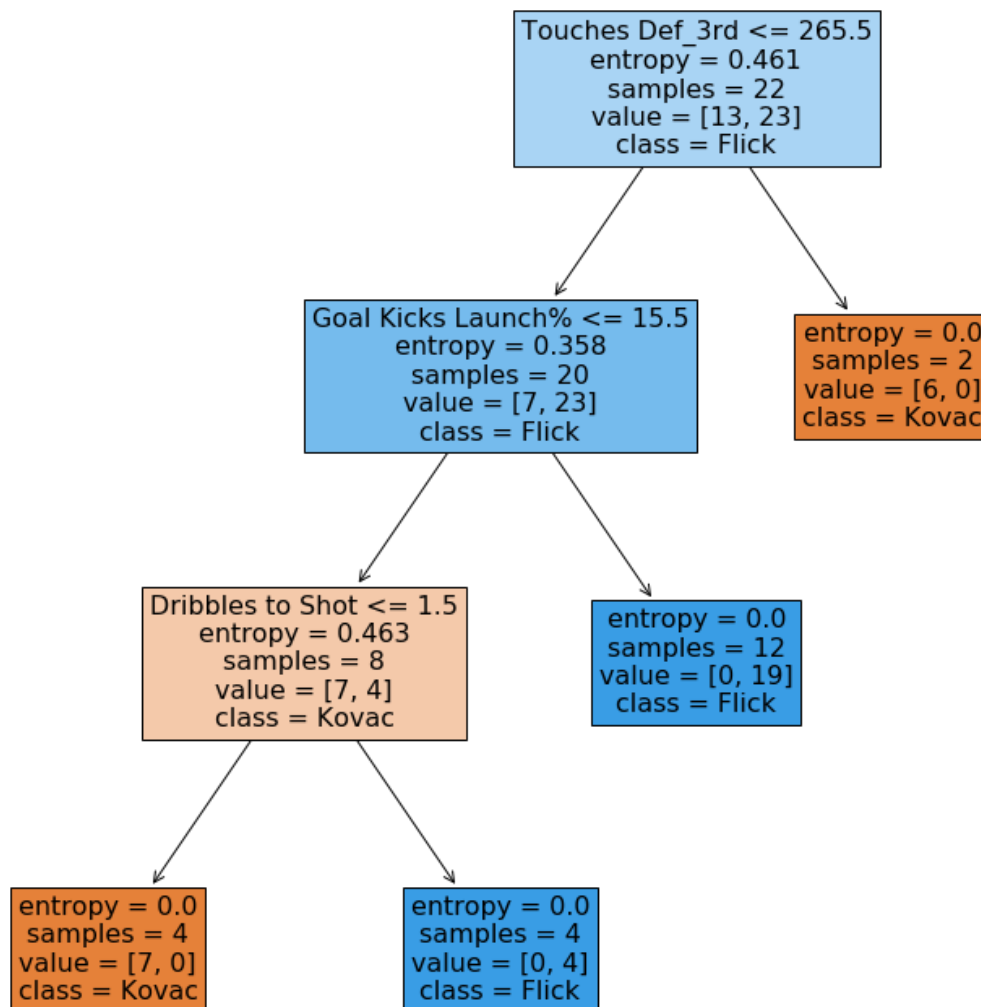 Touches Def_3rd <= 265.5
entropy = 0.461
samples = 22
value = [13, 23]
class = Flick
Goal Kicks Launch% <= 15.5
entropy = 0.358
samples = 20
value = [7, 23]
class = Flick
entropy = 0.0
samples = 2
value = [6, 0]
class = Kovac
Dribbles to Shot <= 1.5
entropy = 0.463
samples = 8
value = [7, 4]
class = Kovac
entropy = 0.0
samples = 12
value = [0, 19]
class = Flick
entropy = 0.0
samples = 4
value = [7, 0]
class = Kovac
entropy = 0.0
samples = 4
value = [0, 4]
class = Flick